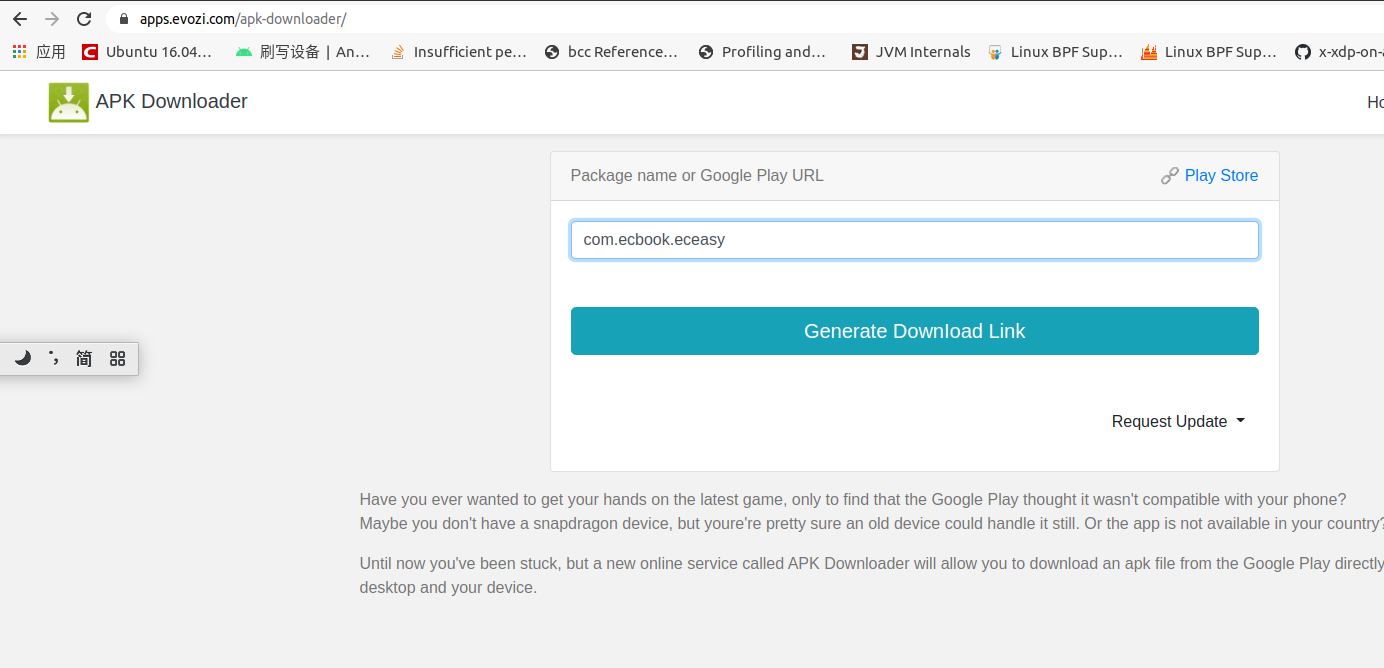 apps.evozi.com/apk-downloader/
应用 Ubuntu 16.04... 刷写设备 | An... Insufficient pe... bcc Reference... Profiling and... JVM Internals Linux BPF Sup... Linux BPF Sup... x-xdp-on-
APK Downloader
Package name or Google Play URL Play Store
com.ecbook.eceasy
Generate DownIoad Link
简
Request Update
Have you ever wanted to get your hands on the latest game, only to find that the Google Play thought it wasn't compatible with your phone?
Maybe you don't have a snapdragon device, but youre're pretty sure an old device could handle it still. Or the app is not available in your country?
Until now you've been stuck, but a new online service called APK Downloader will allow you to download an apk file from the Google Play directly
desktop and your device.